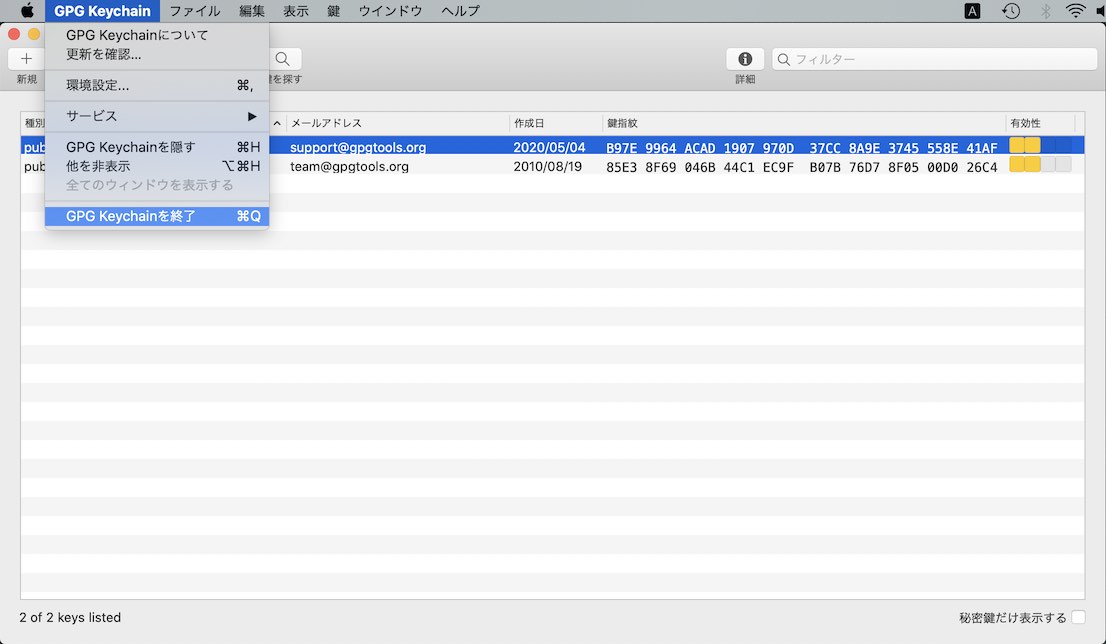 GPG Keychain ファイル 編集 表示 鍵 ウインドウ ヘルプ A
GPG Keychainについて
更新を確認...
環境設定... ⌘,
サービス ▶
GPG Keychainを隠す ⌘H
他を非表示 ⌥⌘H
全てのウィンドウを表示する
GPG Keychainを終了 ⌘Q
新規 鍵を探す 詳細 フィルター
種別 メールアドレス 作成日 鍵指紋 有効性
pub support@gpgtools.org 2020/05/04 B97E 9964 ACAD 1907 970D 37CC 8A9E 3745 558E 41AF
pub team@gpgtools.org 2010/08/19 85E3 8F69 046B 44C1 EC9F B07B 76D7 8F05 00D0 26C4
2 of 2 keys listed 秘密鍵だけ表示する